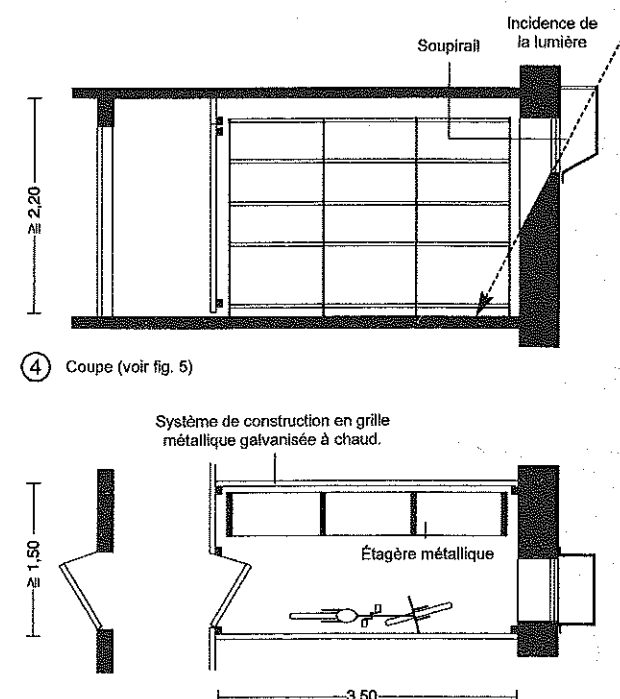 Incidence de
la lumière
Soupirail
≧ 2,20
4 Coupe (voir fig. 5)
Système de construction en grille
métallique galvanisée à chaud.
≧ 1,50
Étagère métallique
3,50